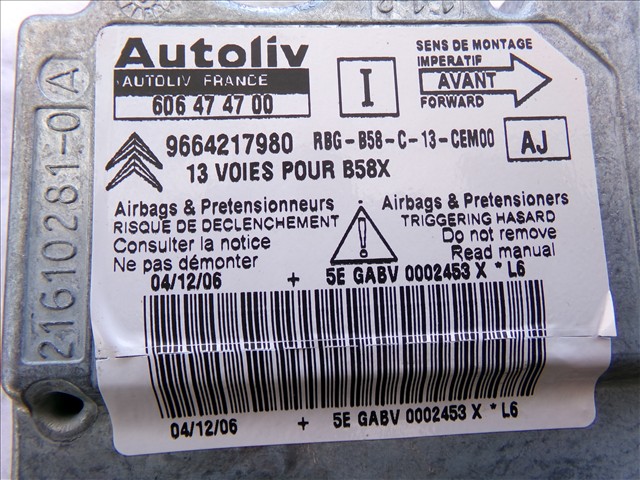 Autoliv
AUTOLIV FRANCE
606 47 47 00
I
SENS DE MONTAGE
IMPERATIF
AVANT
FORWARD
9664217980 RBG-B58-C-13-CEM00 AJ
13 VOIES POUR B58X
Airbags & Pretensionneurs
RISQUE DE DECLENCHEMENT
Consulter la notice
Ne pas démonter
Airbags & Pretensioners
TRIGGERING HASARD
Do not remove
Read manual
04/12/06 + 5E GABV 0002453 X * L6
04/12/06 + 5E GABV 0002453 X * L6
21610281-0 A